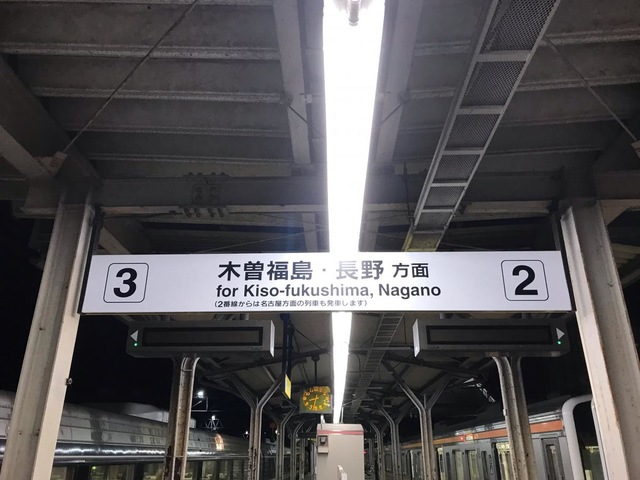 3
木曽福島・長野 方面
for Kiso-fukushima, Nagano
(2番線からは名古屋方面の列車も発車します)
2